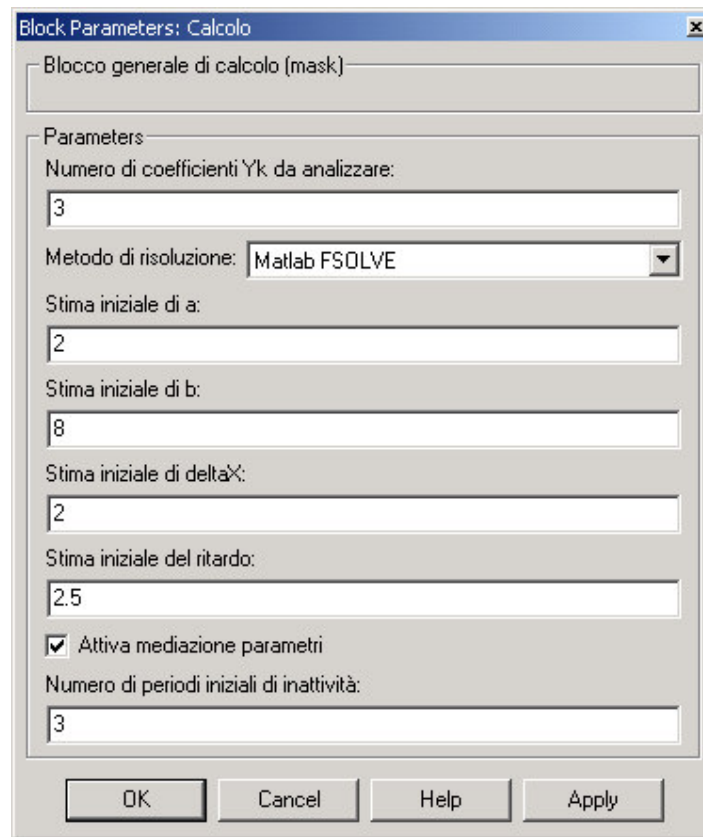 Block Parameters: Calcolo
Blocco generale di calcolo (mask)
Parameters
Numero di coefficienti Yk da analizzare:
3
Metodo di risoluzione: Matlab FSOLVE
Stima iniziale di a:
2
Stima iniziale di b:
8
Stima iniziale di deltaX:
2
Stima iniziale del ritardo:
2.5
Attiva mediazione parametri
Numero di periodi iniziali di inattività:
3
OK Cancel Help Apply